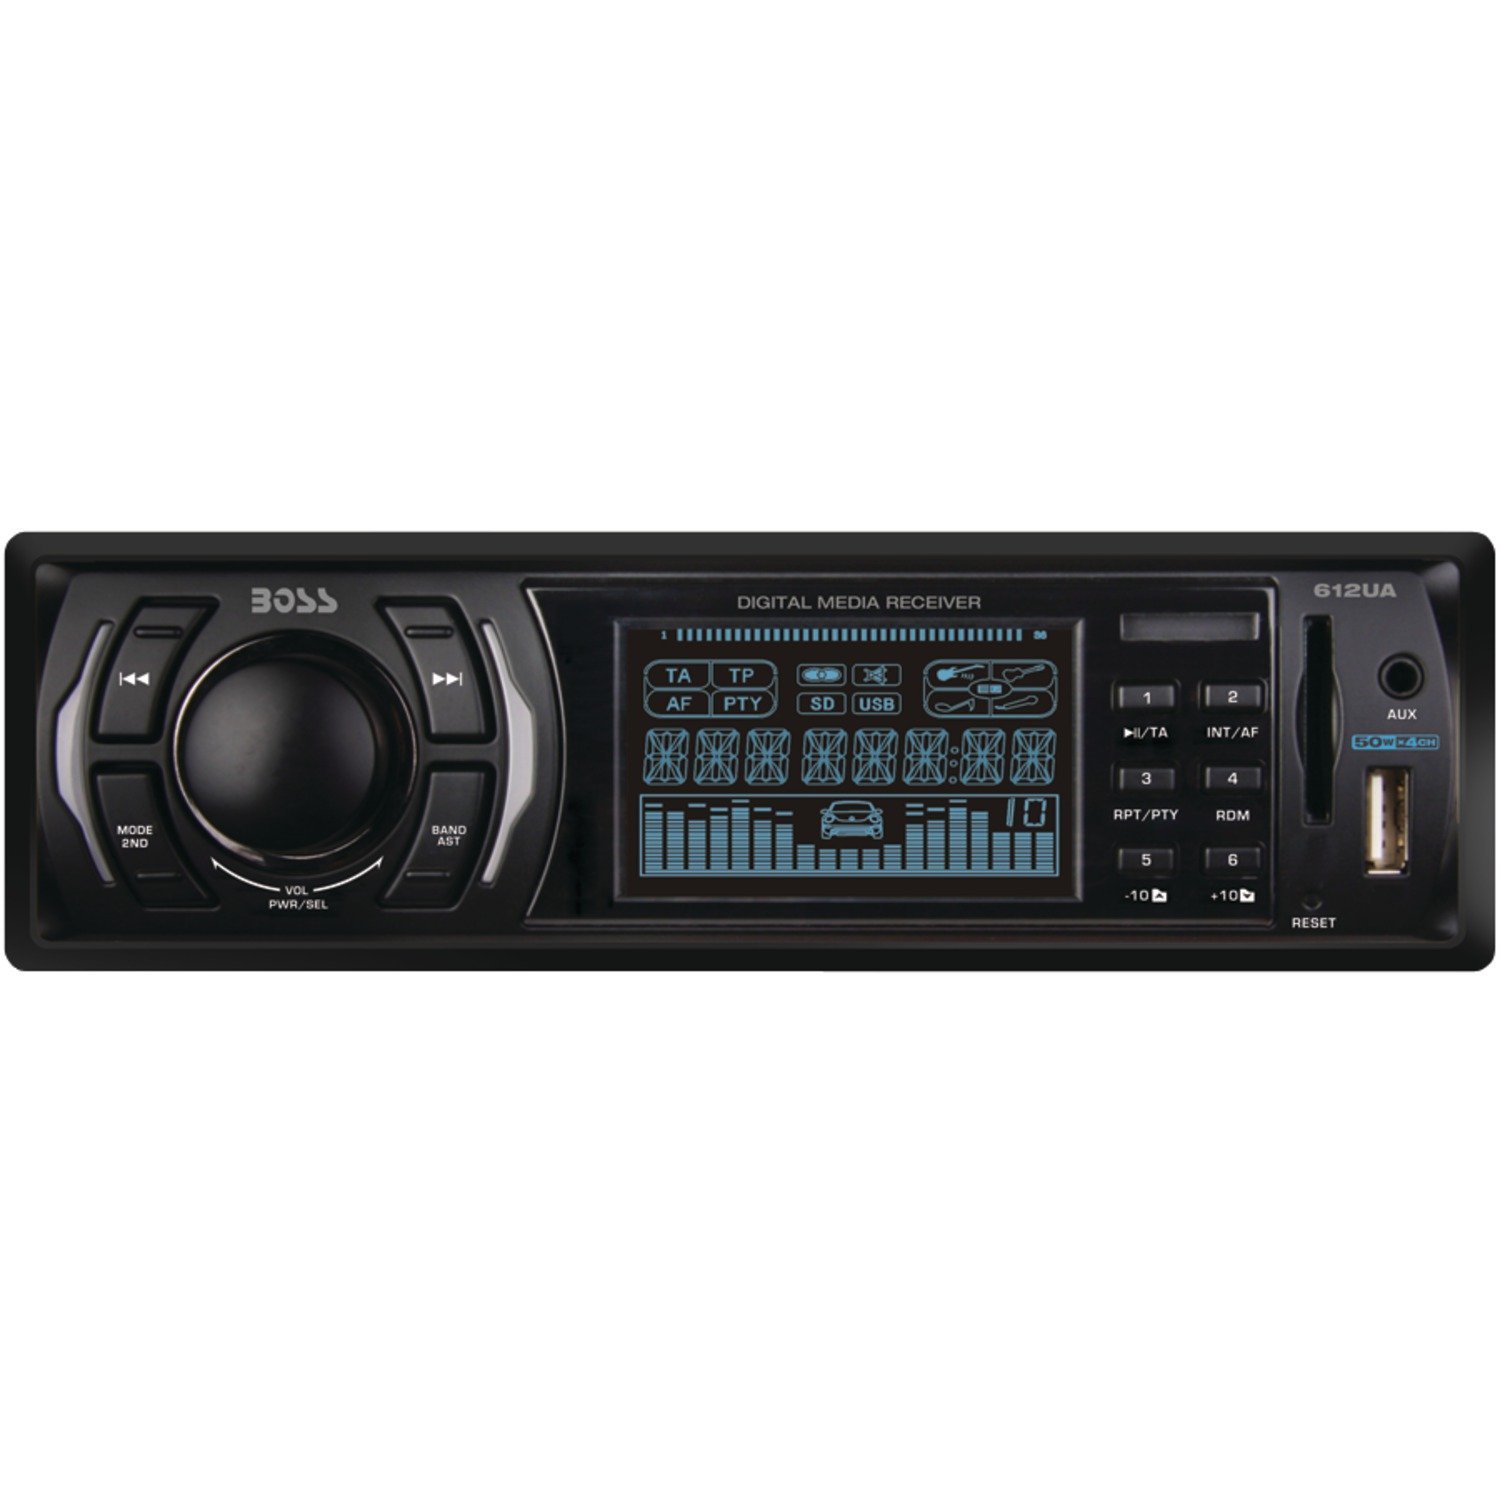 BOSS
MODE
2ND
BAND
AST
VOL
PWR/SEL
DIGITAL MEDIA RECEIVER
1
TA TP
AF PTY
SD USB
10
1 2
/TA INT/AF
3 4
RPT/PTY RDM
5 6
-10 +10
612UA
AUX
50W×4CH
RESET